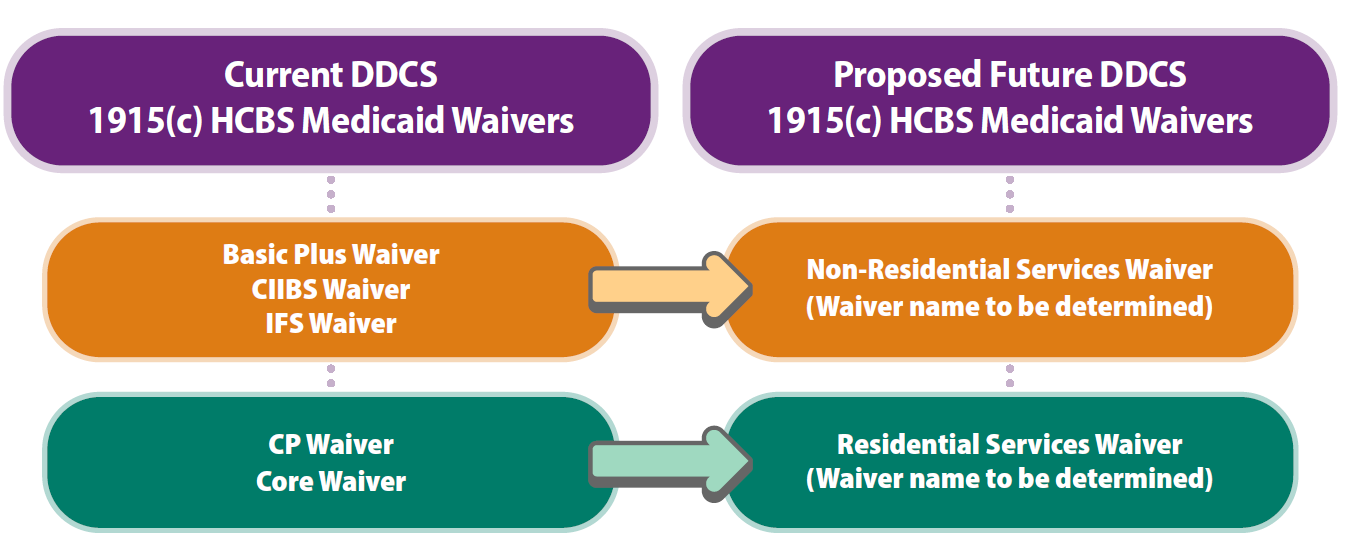 Current DDCS
1915(c) HCBS Medicaid Waivers
Proposed Future DDCS
1915(c) HCBS Medicaid Waivers
Basic Plus Waiver
CIIBS Waiver
IFS Waiver
Non-Residential Services Waiver
(Waiver name to be determined)
CP Waiver
Core Waiver
Residential Services Waiver
(Waiver name to be determined)